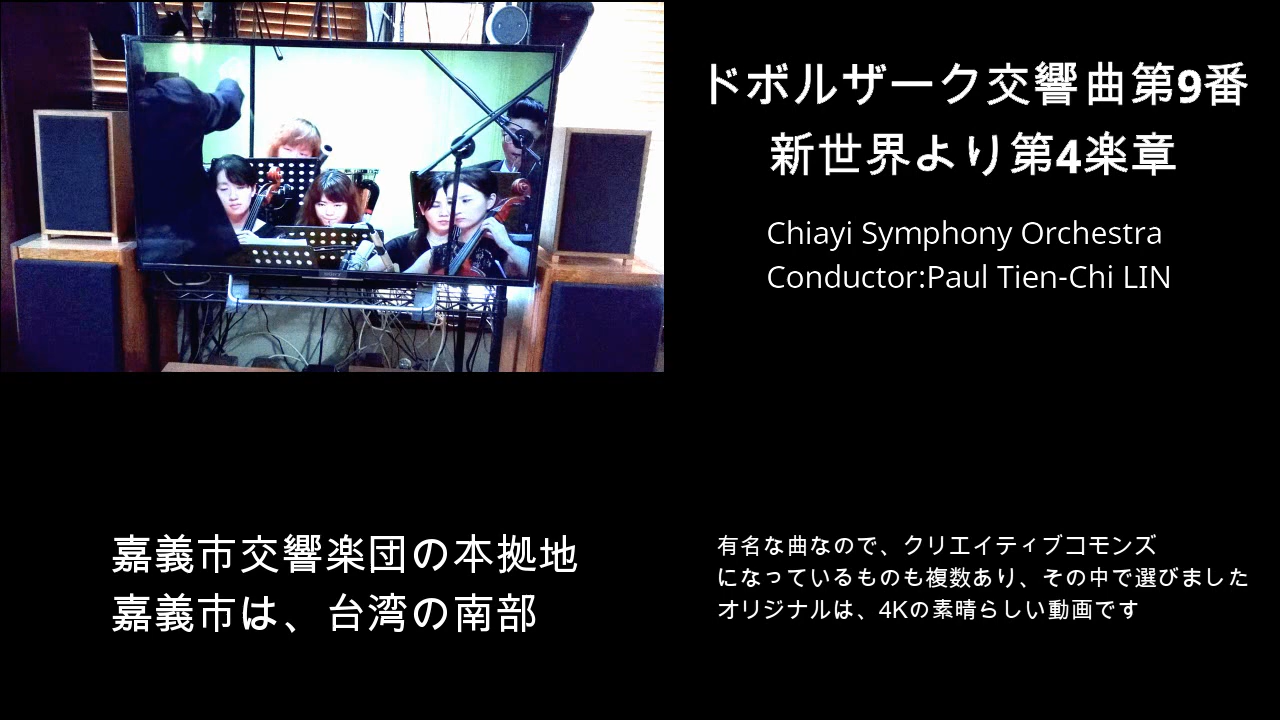 ドボルザーク交響曲第9番
新世界より第4楽章
Chiayi Symphony Orchestra
Conductor:Paul Tien-Chi LIN
SONY
嘉義市交響楽団の本拠地
嘉義市は、台湾の南部
有名な曲なので、クリエイティブコモンズ
になっているものも複数あり、その中で選びました
オリジナルは、4Kの素晴らしい動画です